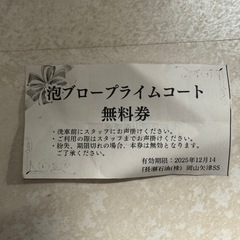 泡ブロープライムコート
無料券
・洗車前にスタッフにお声掛けください。
・ご利用の際はスタッフまでお声掛けください。
・紛失、期限切れの場合、本券は無効となります。
ご了承ください。
有効期限：2025年12月14
長瀬石油(株) 岡山矢津SS